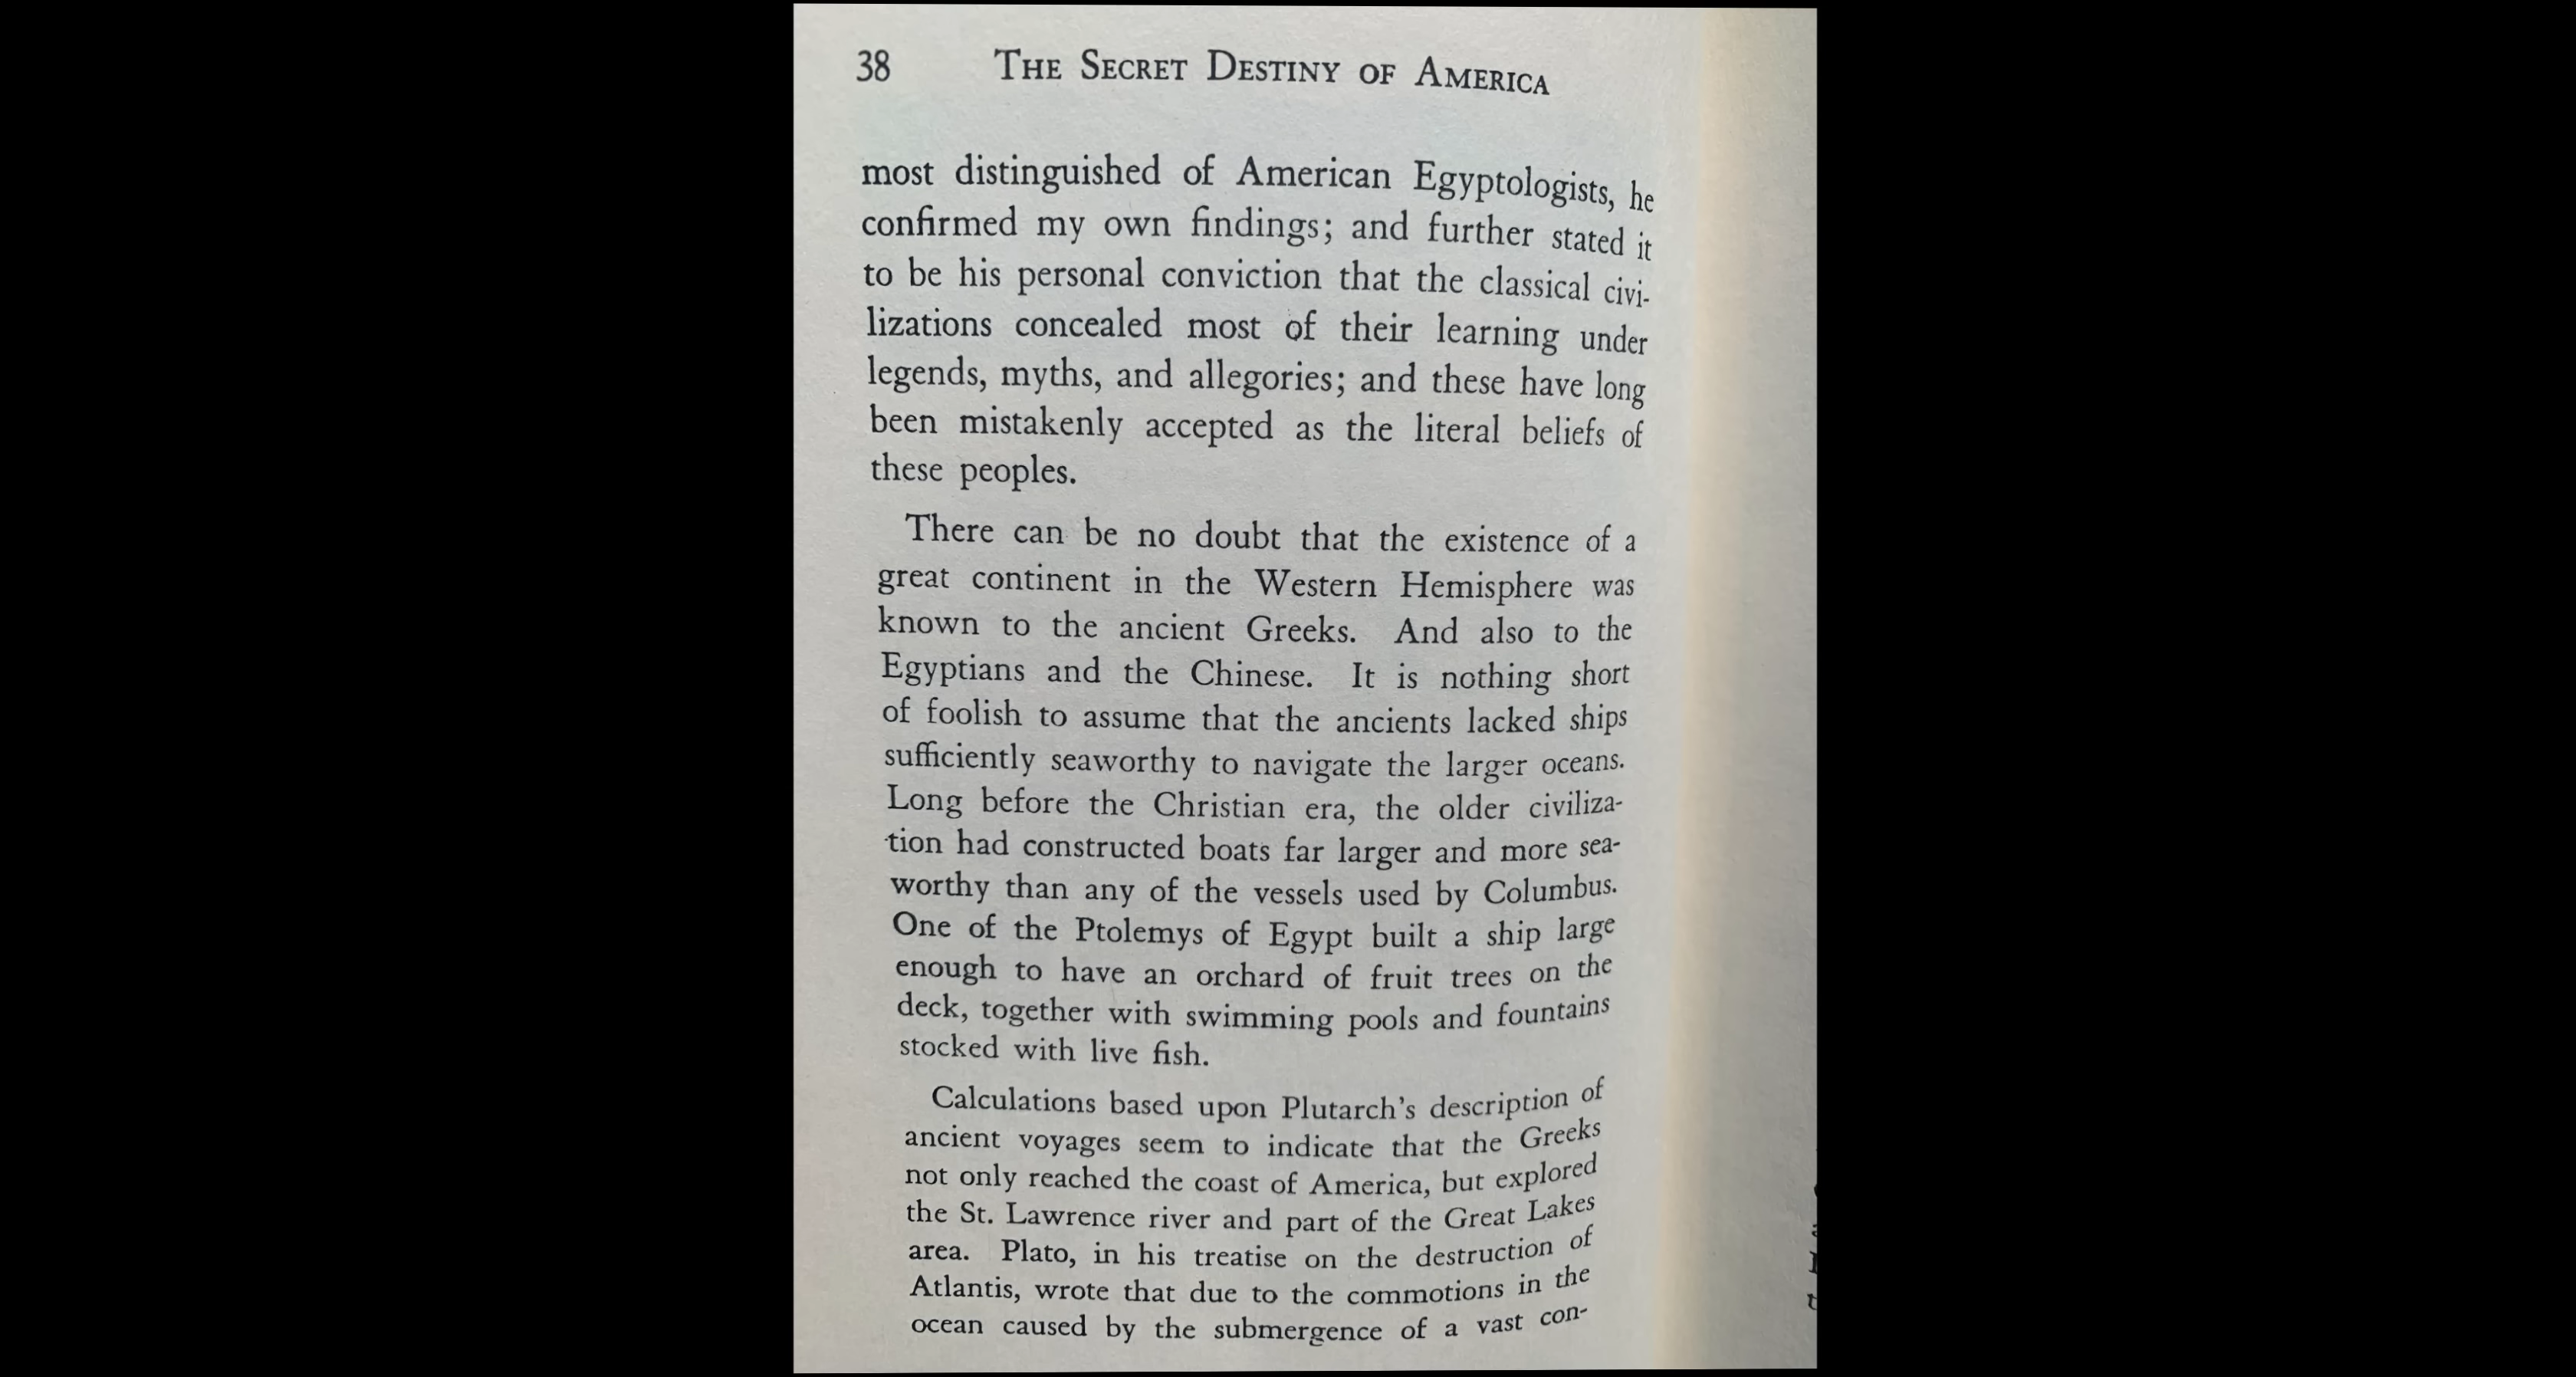 38 THE SECRET DESTINY OF AMERICA
most distinguished of American Egyptologists, he
confirmed my own findings; and further stated it
to be his personal conviction that the classical civi-
lizations concealed most of their learning under
legends, myths, and allegories; and these have long
been mistakenly accepted as the literal beliefs of
these peoples.
There can be no doubt that the existence of a
great continent in the Western Hemisphere was
known to the ancient Greeks. And also to the
Egyptians and the Chinese. It is nothing short
of foolish to assume that the ancients lacked ships
sufficiently seaworthy to navigate the larger oceans.
Long before the Christian era, the older civiliza-
tion had constructed boats far larger and more sea-
worthy than any of the vessels used by Columbus.
One of the Ptolemys of Egypt built a ship large
enough to have an orchard of fruit trees on the
deck, together with swimming pools and fountains
stocked with live fish.
Calculations based upon Plutarch's description of
ancient voyages seem to indicate that the Greeks
not only reached the coast of America, but explored
the St. Lawrence river and part of the Great Lakes
area. Plato, in his treatise on the destruction of
Atlantis, wrote that due to the commotions in the
ocean caused by the submergence of a vast con-